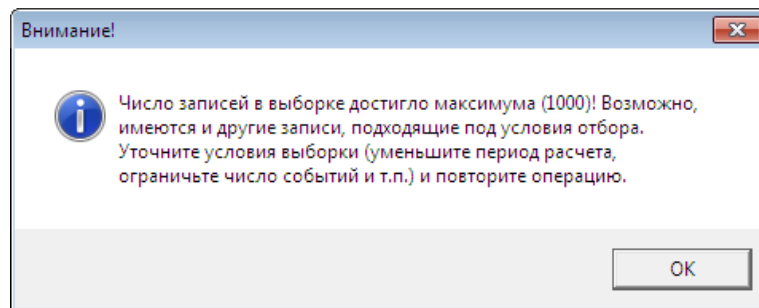 Внимание!
Число записей в выборке достигло максимума (1000)! Возможно,
имеются и другие записи, подходящие под условия отбора.
Уточните условия выборки (уменьшите период расчета,
ограничьте число событий и т.п.) и повторите операцию.
OK